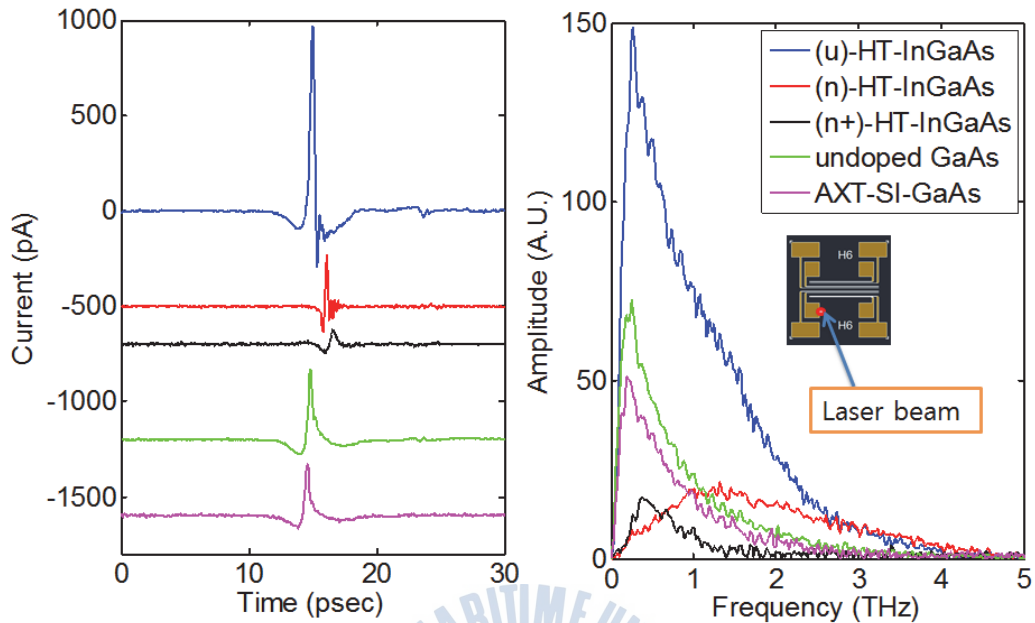 1000
500
0
-500
-1000
-1500
Current (pA)
0
10
20
30
Time (psec)
150
100
50
0
Amplitude (A.U.)
(u)-HT-InGaAs
(n)-HT-InGaAs
(n+)-HT-InGaAs
undoped GaAs
AXT-SI-GaAs
H6
H6
Laser beam
0
1
2
3
4
5
Frequency (THz)
ARITIME U